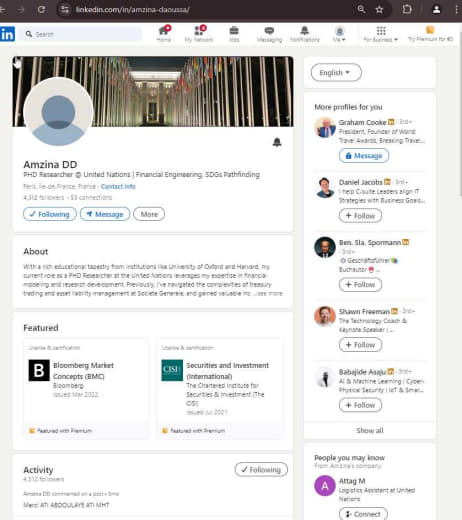 linkedin.com/in/amzina-daoussa/
in
Search
Home
My Network
Jobs
Messaging
Notifications
Me
For Business
Try Premium for €0
Amzina DD
PHD Researcher @ United Nations | Financial Engineering, SDGs Pathfinding
Paris, Île-de-France, France · Contact info
4,312 followers · 53 connections
Following
Message
More
About
With a rich educational tapestry from institutions like University of Oxford and Harvard, my
current role as a PHD Researcher at the United Nations leverages my expertise in financial
modeling and research development. Previously, I've navigated the complexities of treasury
trading and asset liability management at Societe Generale, and gained valuable ins ...see more
Featured
License & certification
B
Bloomberg Market
Concepts (BMC)
Bloomberg
Issued Mar 2022
Featured with Premium
License & certification
CISI
Securities and Investment
(International)
The Chartered Institute for
Securities & Investment (The
CISI)
Issued Jul 2021
Featured with Premium
Activity
4,312 followers
Following
Amzina DD commented on a post • 5mo
Merci ATI ABDOULAYE ATI MHT
English
More profiles for you
Graham Cooke in · 3rd+
President, Founder of World
Travel Awards, Breaking Travel...
Message
Daniel Jacobs in · 3rd+
I help C-suite Leaders align IT
Strategies with Business Goals...
+ Follow
Ben. Sla. Spormann in
· 3rd+
Geschäftsführer
Buchautor
+ Follow
Shawn Freeman in · 3rd+
The Technology Coach &
Keynote Speaker | ...
+ Follow
Babajide Asaju in · 3rd+
AI & Machine Learning | Cyber-
Physical Security | IoT & Smar...
+ Follow
Show all
People you may know
From Amzina's company
A
Attag M
Logistics Assistant at United
Nations
Connect